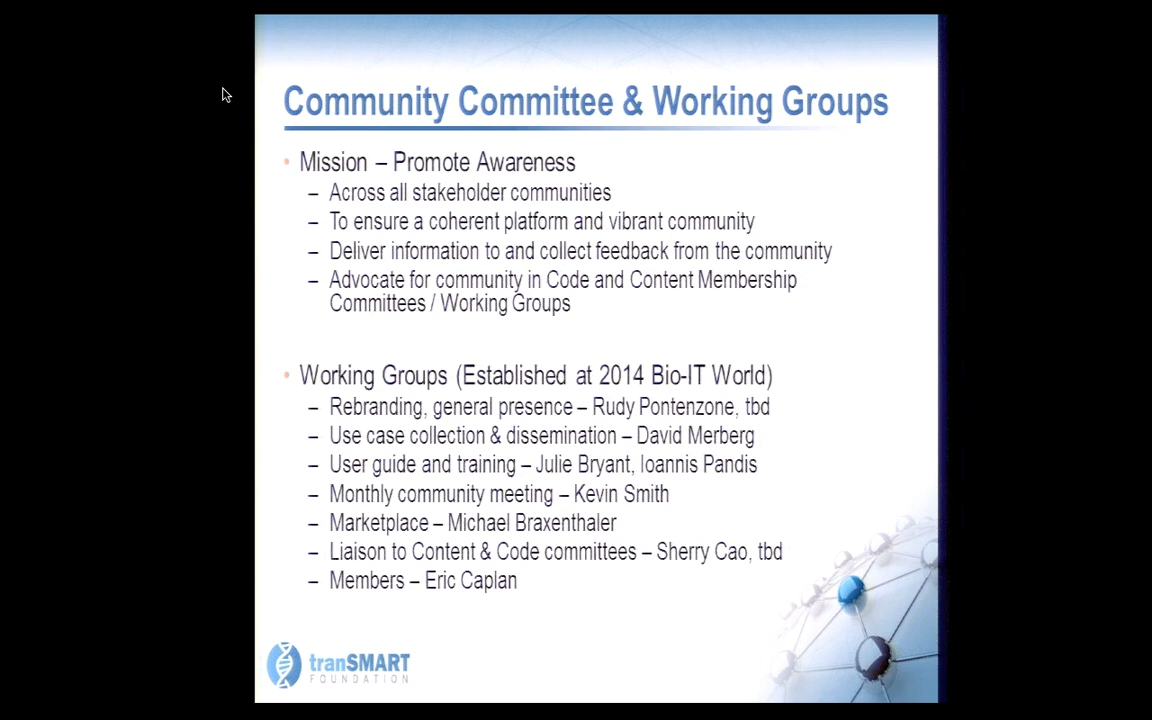 Community Committee & Working Groups
• Mission – Promote Awareness
– Across all stakeholder communities
– To ensure a coherent platform and vibrant community
– Deliver information to and collect feedback from the community
– Advocate for community in Code and Content Membership
Committees / Working Groups
• Working Groups (Established at 2014 Bio-IT World)
– Rebranding, general presence – Rudy Pontenzone, tbd
– Use case collection & dissemination – David Merberg
– User guide and training – Julie Bryant, Ioannis Pandis
– Monthly community meeting – Kevin Smith
– Marketplace – Michael Braxenthaler
– Liaison to Content & Code committees – Sherry Cao, tbd
– Members – Eric Caplan
tranSMART
FOUNDATION